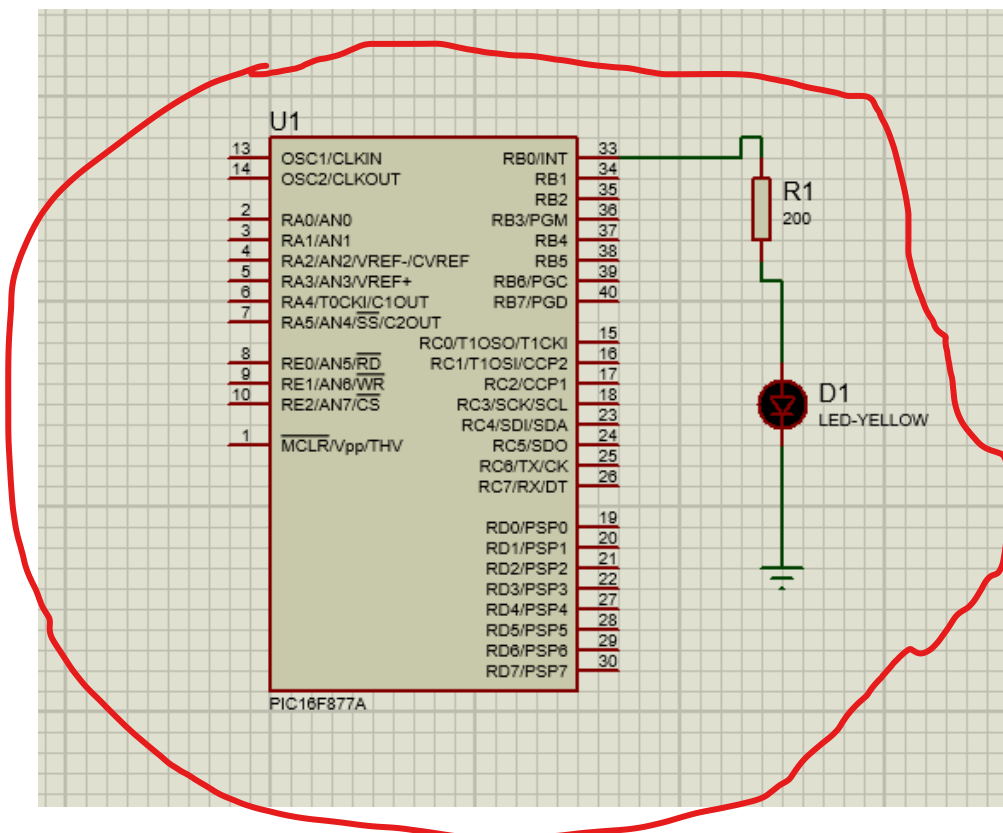 U1
13 OSC1/CLKIN
14 OSC2/CLKOUT
2 RA0/AN0
3 RA1/AN1
4 RA2/AN2/VREF-/CVREF
5 RA3/AN3/VREF+
6 RA4/T0CKI/C1OUT
7 RA5/AN4/SS/C2OUT
8 RE0/AN5/RD
9 RE1/AN6/WR
10 RE2/AN7/CS
1 MCLR/Vpp/THV
RB0/INT 33
RB1 34
RB2 35
RB3/PGM 36
RB4 37
RB5 38
RB6/PGC 39
RB7/PGD 40
RC0/T1OSO/T1CKI 15
RC1/T1OSI/CCP2 16
RC2/CCP1 17
RC3/SCK/SCL 18
RC4/SDI/SDA 23
RC5/SDO 24
RC6/TX/CK 25
RC7/RX/DT 26
RD0/PSP0 19
RD1/PSP1 20
RD2/PSP2 21
RD3/PSP3 22
RD4/PSP4 27
RD5/PSP5 28
RD6/PSP6 29
RD7/PSP7 30
PIC16F877A
R1
200
D1
LED-YELLOW